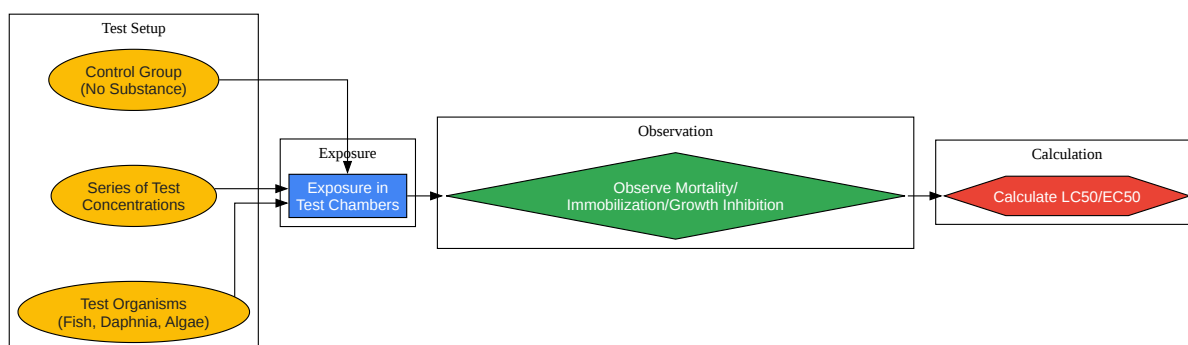 Test Setup
Control Group
(No Substance)
Series of Test
Concentrations
Test Organisms
(Fish, Daphnia, Algae)
Exposure
Exposure in
Test Chambers
Observation
Observe Mortality/
Immobilization/Growth Inhibition
Calculation
Calculate LC50/EC50